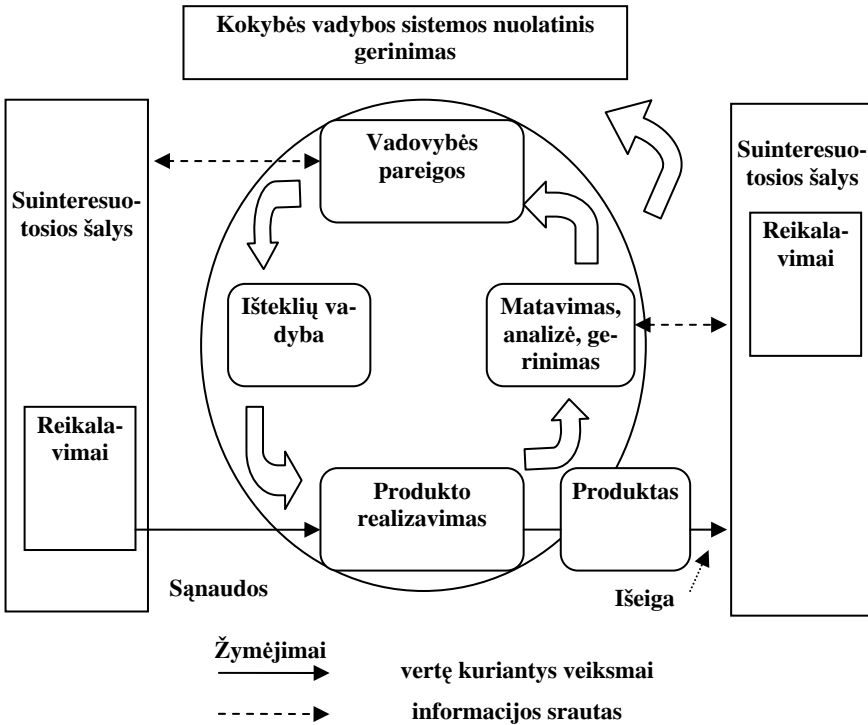 Kokybės vadybos sistemos nuolatinis
gerinimas
Suinteresuo-
tosios šalys
Reikala-
vimai
Vadovybės
pareigos
Išteklių va-
dyba
Matavimas,
analizė, ge-
rinimas
Produkto
realizavimas
Produktas
Suinteresuo-
tosios šalys
Reikala-
vimai
Sąnaudos
Išeiga
Žymėjimai
vertę kuriantys veiksmai
informacijos srautas